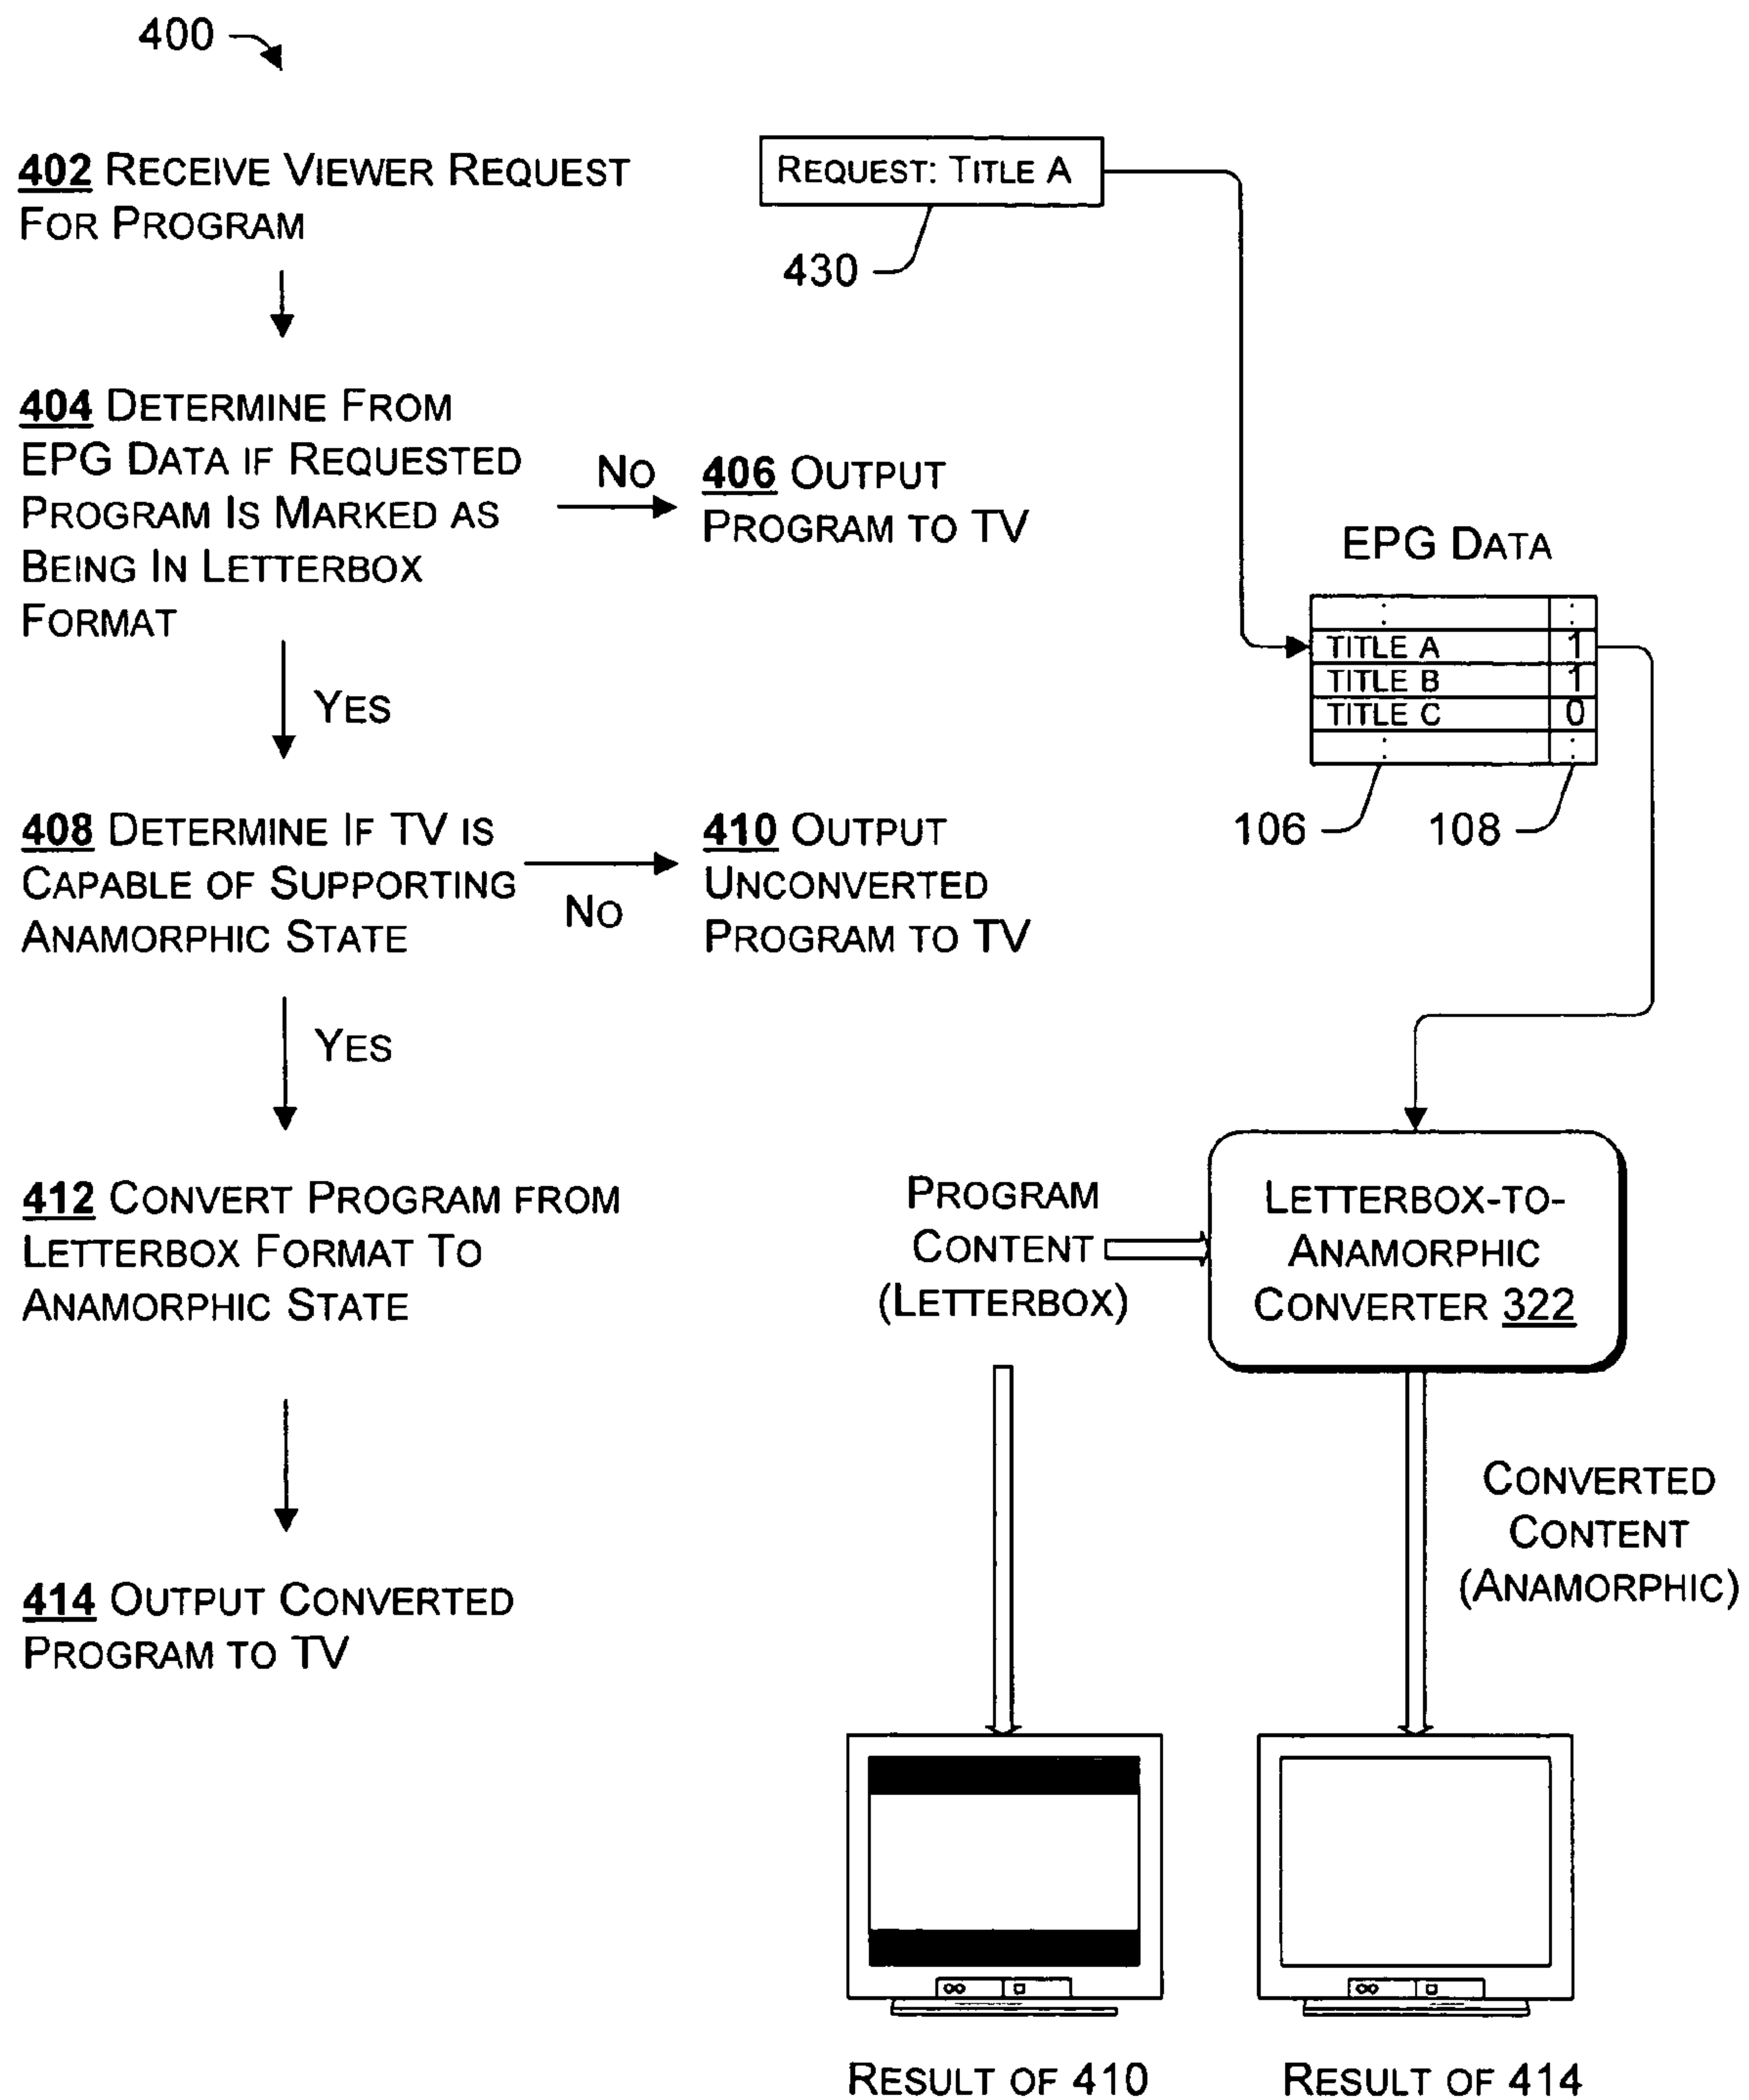 400
402 RECEIVE VIEWER REQUEST
FOR PROGRAM
404 DETERMINE FROM
EPG DATA IF REQUESTED
PROGRAM IS MARKED AS
BEING IN LETTERBOX
FORMAT
NO
406 OUTPUT
PROGRAM TO TV
YES
408 DETERMINE IF TV IS
CAPABLE OF SUPPORTING
ANAMORPHIC STATE
NO
410 OUTPUT
UNCONVERTED
PROGRAM TO TV
YES
412 CONVERT PROGRAM FROM
LETTERBOX FORMAT TO
ANAMORPHIC STATE
414 OUTPUT CONVERTED
PROGRAM TO TV
REQUEST: TITLE A
430
EPG DATA
TITLE A 1
TITLE B 1
TITLE C 0
106 108
PROGRAM
CONTENT
(LETTERBOX)
LETTERBOX-TO-
ANAMORPHIC
CONVERTER 322
CONVERTED
CONTENT
(ANAMORPHIC)
RESULT OF 410
RESULT OF 414